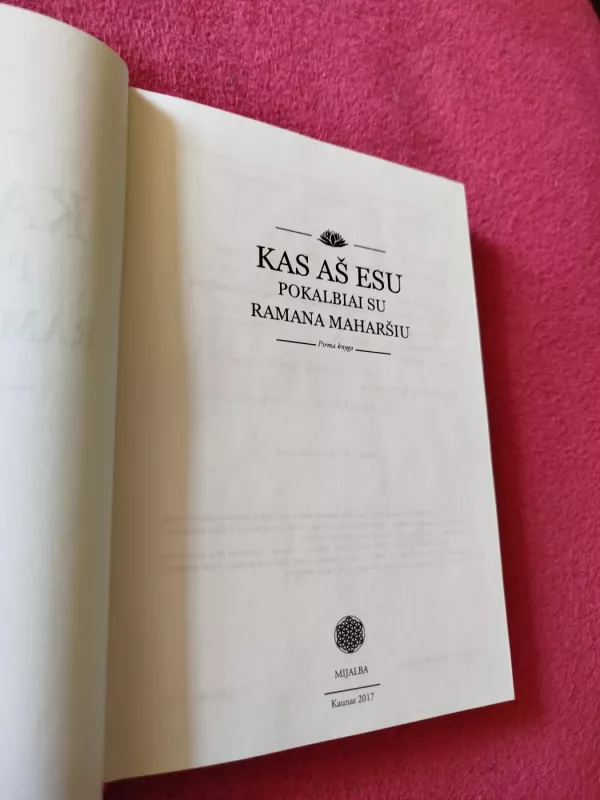 KAS AŠ ESU
POKALBIAI SU
RAMANA MAHARŠIU
Pirma knyga
MIJALBA
Kaunas 2017